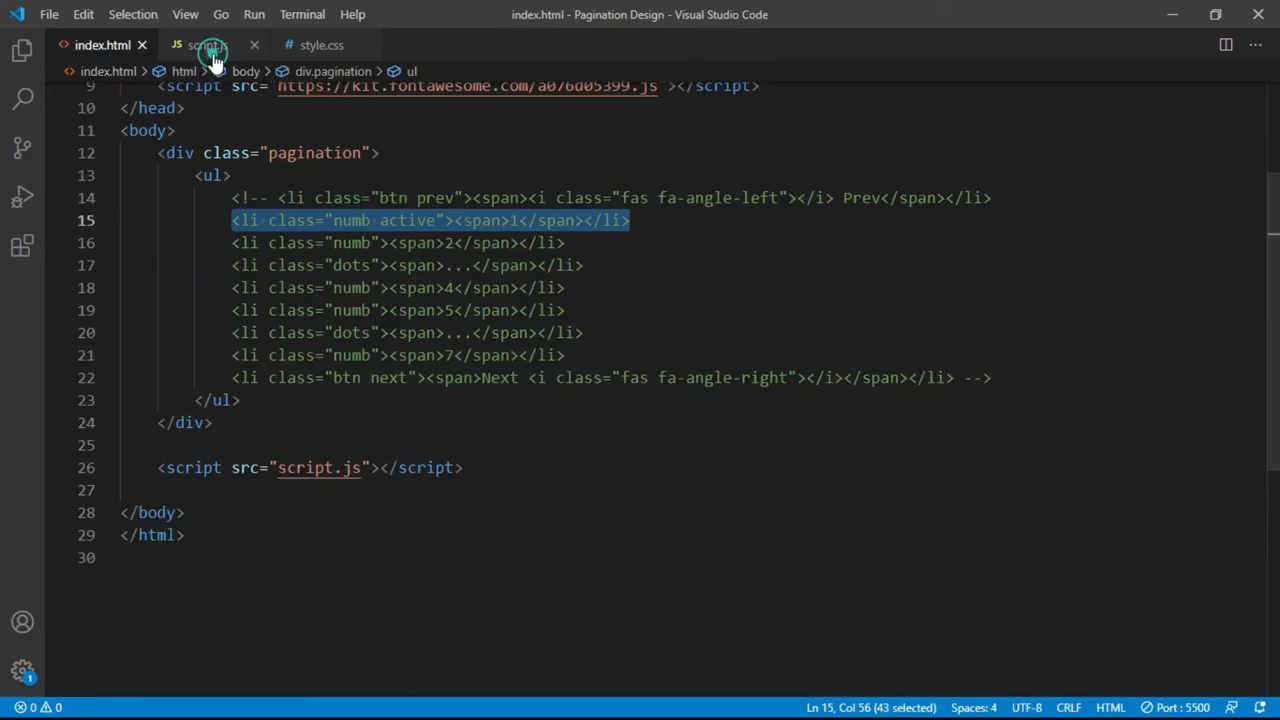 File Edit Selection View Go Run Terminal Help index.html - Pagination Design - Visual Studio Code
index.html JS script.js # style.css
index.html > html > body > div.pagination > ul
9 <script src="https://kit.fontawesome.com/a076d05399.js"></script>
10 </head>
11 <body>
12 <div class="pagination">
13 <ul>
14 <!-- <li class="btn prev"><span><i class="fas fa-angle-left"></i> Prev</span></li>
15 <li class="numb active"><span>1</span></li>
16 <li class="numb"><span>2</span></li>
17 <li class="dots"><span>...</span></li>
18 <li class="numb"><span>4</span></li>
19 <li class="numb"><span>5</span></li>
20 <li class="dots"><span>...</span></li>
21 <li class="numb"><span>7</span></li>
22 <li class="btn next"><span>Next <i class="fas fa-angle-right"></i></span></li> -->
23 </ul>
24 </div>
25
26 <script src="script.js"></script>
27
28 </body>
29 </html>
30
1
0 0 Ln 15, Col 56 (43 selected) Spaces: 4 UTF-8 CRLF HTML Port : 5500